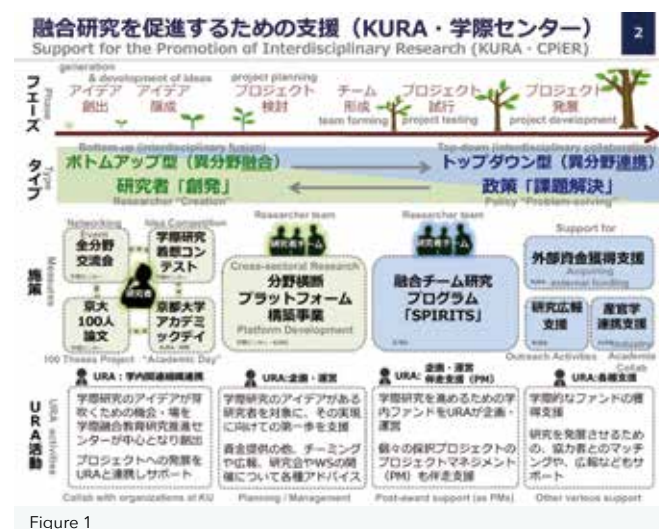 融合研究を促進するための支援（KURA・学際センター）
2
Support for the Promotion of Interdisciplinary Research (KURA・CPiER)
フェーズ
Phase
generation
& development of ideas
アイデア
創出
アイデア
醸成
project planning
プロジェクト
検討
チーム
形成
team forming
プロジェクト
試行
project testing
プロジェクト
発展
project development
タイプ
Type
Bottom-up (interdisciplinary fusion)
ボトムアップ型（異分野融合）
研究者「創発」
Researcher "Creation"
Top-down (interdisciplinary collaboration)
トップダウン型（異分野連携）
政策「課題解決」
Policy "Problem-solving"
施策
Measures
Networking
Event
全分野
交流会
Idea Competition
学際研究
着想コン
テスト
研究者
京大
100人
論文
京都大学
アカデミ
ックデイ
100 Theses Project
"Academic Day"
Researcher team
研究者チーム
Cross-sectoral Research
分野横断
プラットフォーム
構築事業
Platform Development
Researcher team
研究者チーム
融合チーム研究
プログラム
「SPIRITS」
Support for
外部資金獲得支援
Acquiring
external funding
研究広報
支援
産官学
連携支援
Outreach Activities
Industry
Academia
Collab
URA活動
URA activities
URA：学内関連組織連携
学際研究のアイデアが芽
吹くための機会・場を
学際融合教育研究推進セ
ンターが中心となり創出
プロジェクトへの発展を
URAと連携しサポート
Collab with organizations of KU
URA:企画・運営
学際研究のアイデアがある
研究者を対象に、その実現
に向けての第一歩を支援
資金提供の他、チーミング
や広報、研究会やWSの開
催について各種アドバイス
Planning / Management
URA:
企画・運営
伴走支援（PM）
学際研究を進めるための学
内ファンドをURAが企画・
運営
個々の採択プロジェクトの
プロジェクトマネジメント
（PM）も伴走支援
Post-award support (as PMs)
URA:各種支援
学際的なファンドの獲
得支援
研究を発展させるため
の、協力者とのマッチ
ングや、広報などもサ
ポート
Other various support
Figure 1